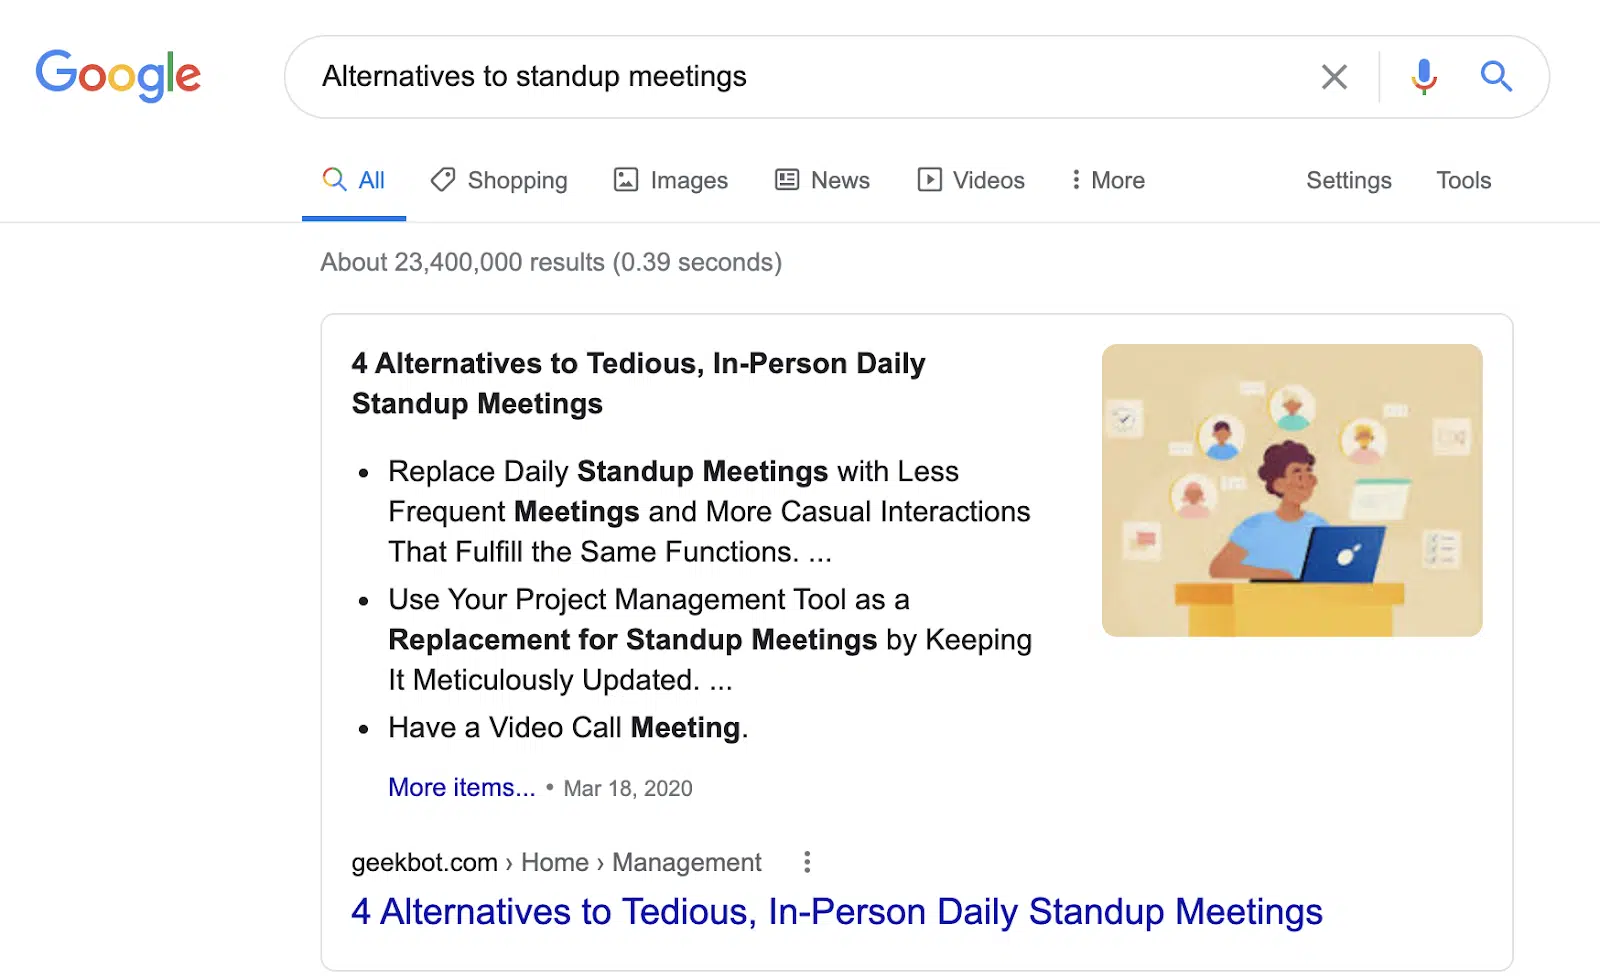 Google
Alternatives to standup meetings
All Shopping Images News Videos More Settings Tools
About 23,400,000 results (0.39 seconds)
4 Alternatives to Tedious, In-Person Daily
Standup Meetings
• Replace Daily Standup Meetings with Less
Frequent Meetings and More Casual Interactions
That Fulfill the Same Functions. ...
• Use Your Project Management Tool as a
Replacement for Standup Meetings by Keeping
It Meticulously Updated. ...
• Have a Video Call Meeting.
More items... • Mar 18, 2020
geekbot.com › Home › Management
4 Alternatives to Tedious, In-Person Daily Standup Meetings